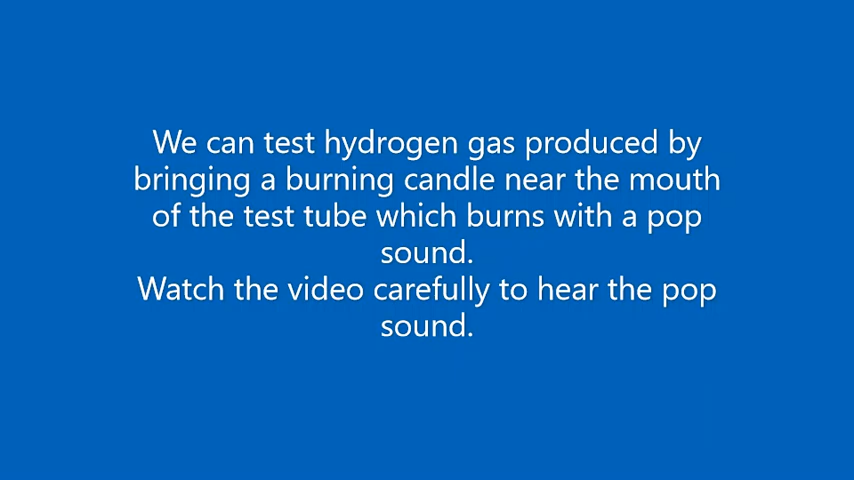 We can test hydrogen gas produced by
bringing a burning candle near the mouth
of the test tube which burns with a pop
sound.
Watch the video carefully to hear the pop
sound.